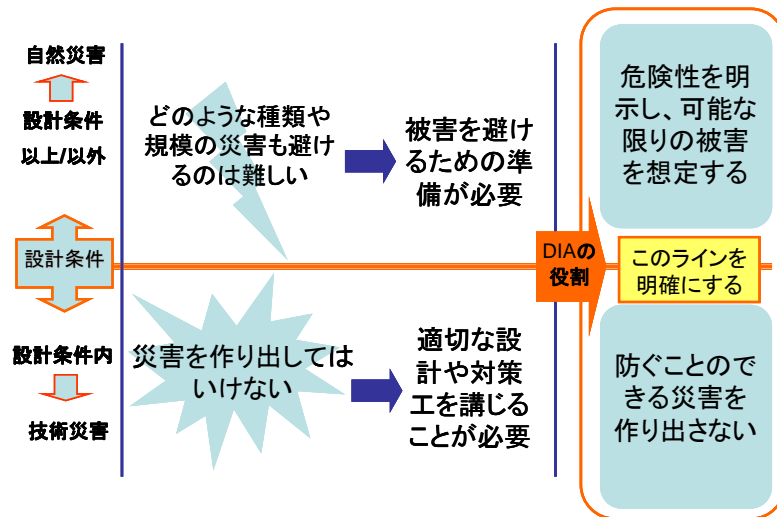 自然災害
設計条件
以上/以外
どのような種類や
規模の災害も避け
るのは難しい
被害を避け
るための準
備が必要
危険性を明
示し、可能な
限りの被害
を想定する
設計条件
DIAの
役割
このラインを
明確にする
設計条件内
技術災害
災害を作り出しては
いけない
適切な設
計や対策
工を講じる
ことが必要
防ぐことので
きる災害を
作り出さない